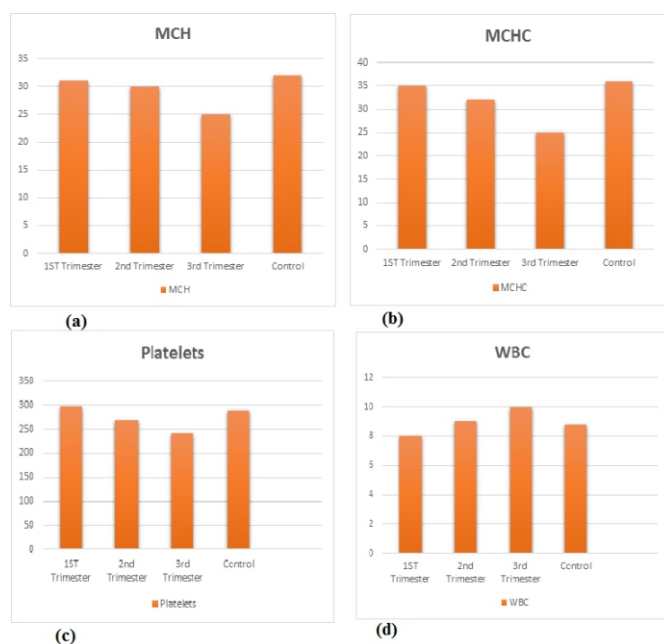 MCH
35
30
25
20
15
10
5
0
1ST Trimester 2nd Trimester 3rd Trimester Control
MCH
(a)
MCHC
40
35
30
25
20
15
10
5
0
1ST Trimester 2nd Trimester 3rd Trimester Control
MCHC
(b)
Platelets
350
300
250
200
150
100
50
0
1ST Trimester 2nd Trimester 3rd Trimester Control
Platelets
(c)
WBC
12
10
8
6
4
2
0
1ST Trimester 2nd Trimester 3rd Trimester Control
WBC
(d)